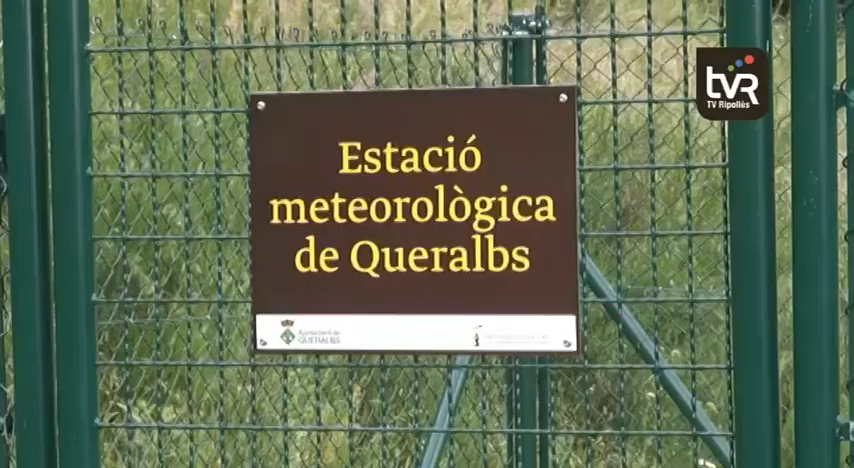 tvR
TV Ripollès
Estació
meteorològica
de Queralbs
Ajuntament de
QUERALBS